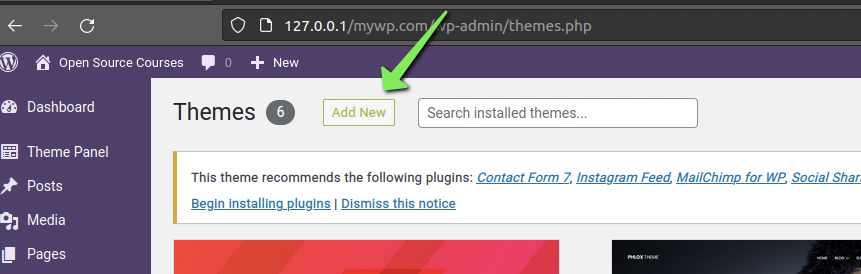 127.0.0.1/mywp.com/wp-admin/themes.php
Open Source Courses 0 New
Dashboard
Theme Panel
Posts
Media
Pages
Themes 6 Add New Search installed themes...
This theme recommends the following plugins: Contact Form 7, Instagram Feed, MailChimp for WP, Social Shar
Begin installing plugins | Dismiss this notice
PHLOX THEME HOME BLOG